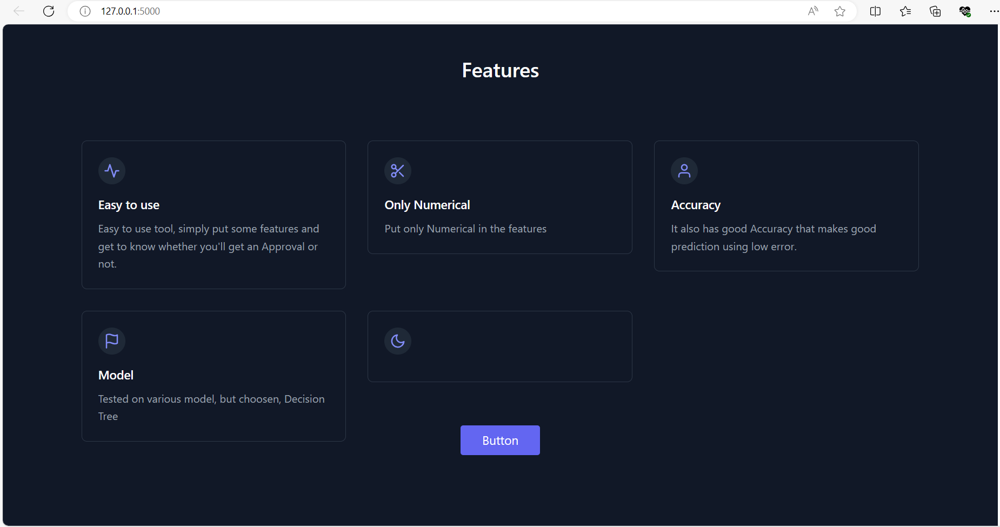 127.0.0.1:5000
Features
Easy to use
Easy to use tool, simply put some features and
get to know whether you'll get an Approval or
not.
Only Numerical
Put only Numerical in the features
Accuracy
It also has good Accuracy that makes good
prediction using low error.
Model
Tested on various model, but choosen, Decision
Tree
Button